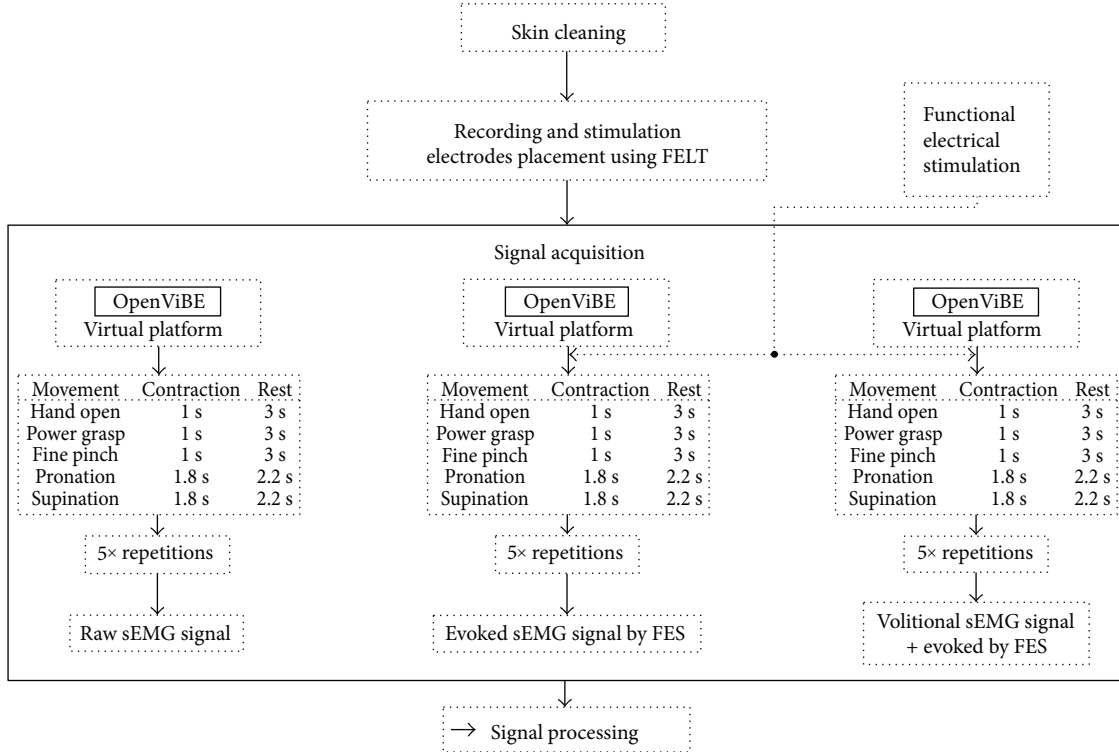 Skin cleaning
Recording and stimulation
electrodes placement using FELT
Functional
electrical
stimulation
Signal acquisition
OpenViBE
Virtual platform
Movement Contraction Rest
Hand open 1 s 3 s
Power grasp 1 s 3 s
Fine pinch 1 s 3 s
Pronation 1.8 s 2.2 s
Supination 1.8 s 2.2 s
5× repetitions
Raw sEMG signal
OpenViBE
Virtual platform
Movement Contraction Rest
Hand open 1 s 3 s
Power grasp 1 s 3 s
Fine pinch 1 s 3 s
Pronation 1.8 s 2.2 s
Supination 1.8 s 2.2 s
5× repetitions
Evoked sEMG signal by FES
OpenViBE
Virtual platform
Movement Contraction Rest
Hand open 1 s 3 s
Power grasp 1 s 3 s
Fine pinch 1 s 3 s
Pronation 1.8 s 2.2 s
Supination 1.8 s 2.2 s
5× repetitions
Volitional sEMG signal
+ evoked by FES
Signal processing